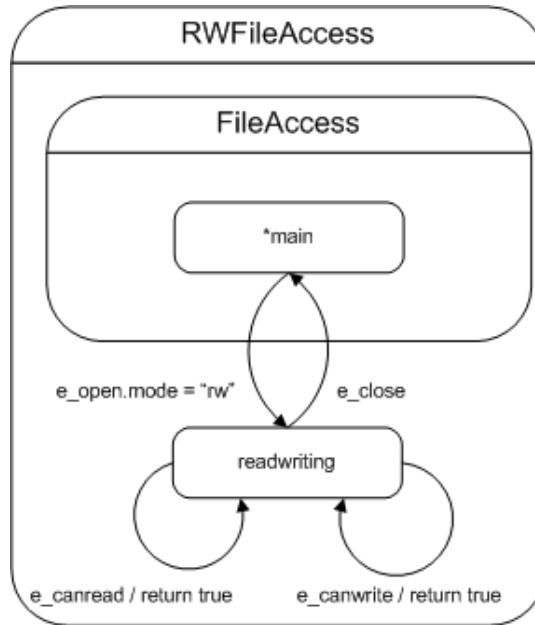 RWFileAccess
FileAccess
*main
e_open.mode = “rw”
e_close
readwriting
e_canread / return true
e_canwrite / return true